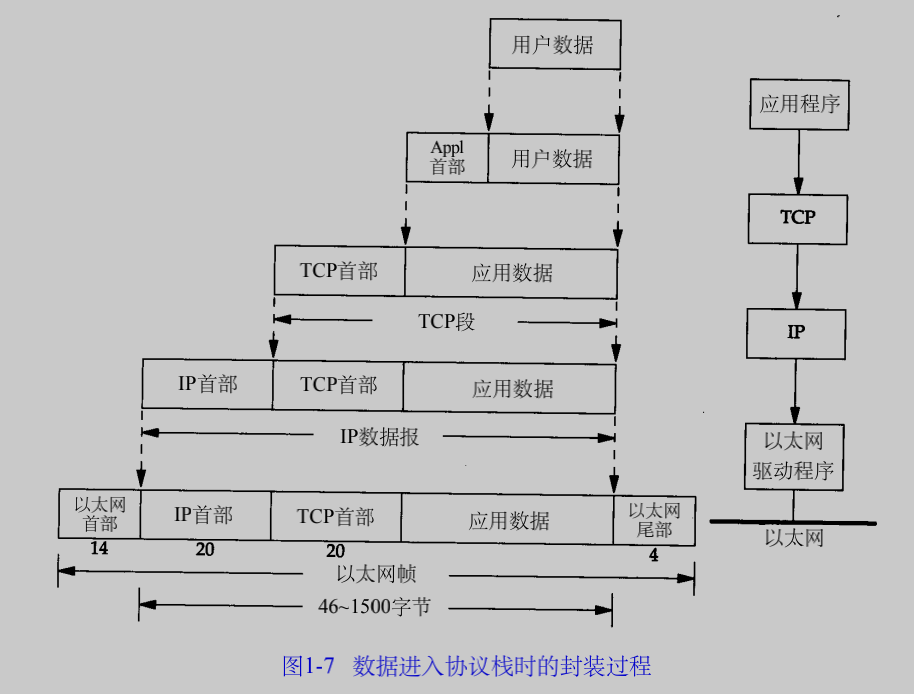 用户数据
应用程序
Appl
首部
用户数据
TCP
TCP首部
应用数据
TCP段
IP
IP首部
TCP首部
应用数据
IP数据报
以太网
驱动程序
以太网
首部
IP首部
TCP首部
应用数据
以太网
尾部
以太网
14
20
20
4
以太网帧
46~1500字节
图1-7 数据进入协议栈时的封装过程